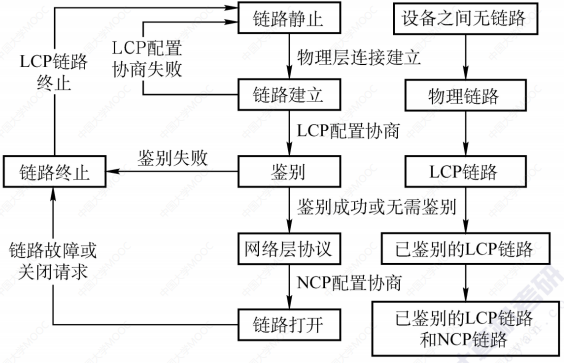 链路静止
设备之间无链路
LCP配置
协商失败
LCP链路
终止
物理层连接建立
链路建立
物理链路
LCP配置协商
鉴别失败
链路终止
鉴别
LCP链路
鉴别成功或无需鉴别
链路故障或
关闭请求
网络层协议
已鉴别的LCP链路
NCP配置协商
链路打开
已鉴别的LCP链路
和NCP链路